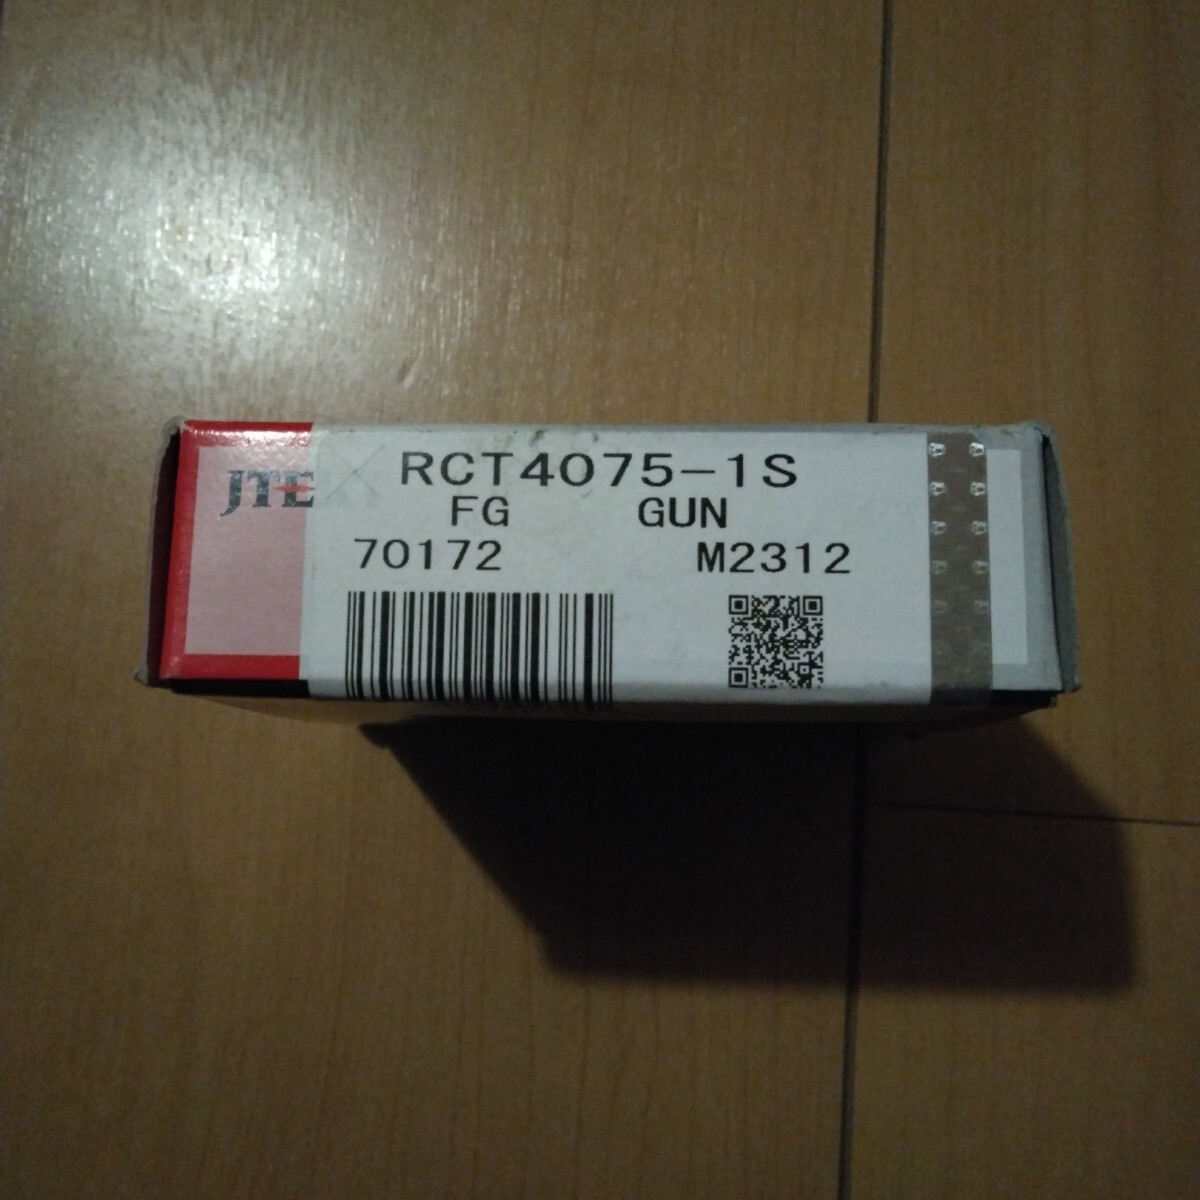 JTE
RCT4075-1S
FG GUN
70172 M2312